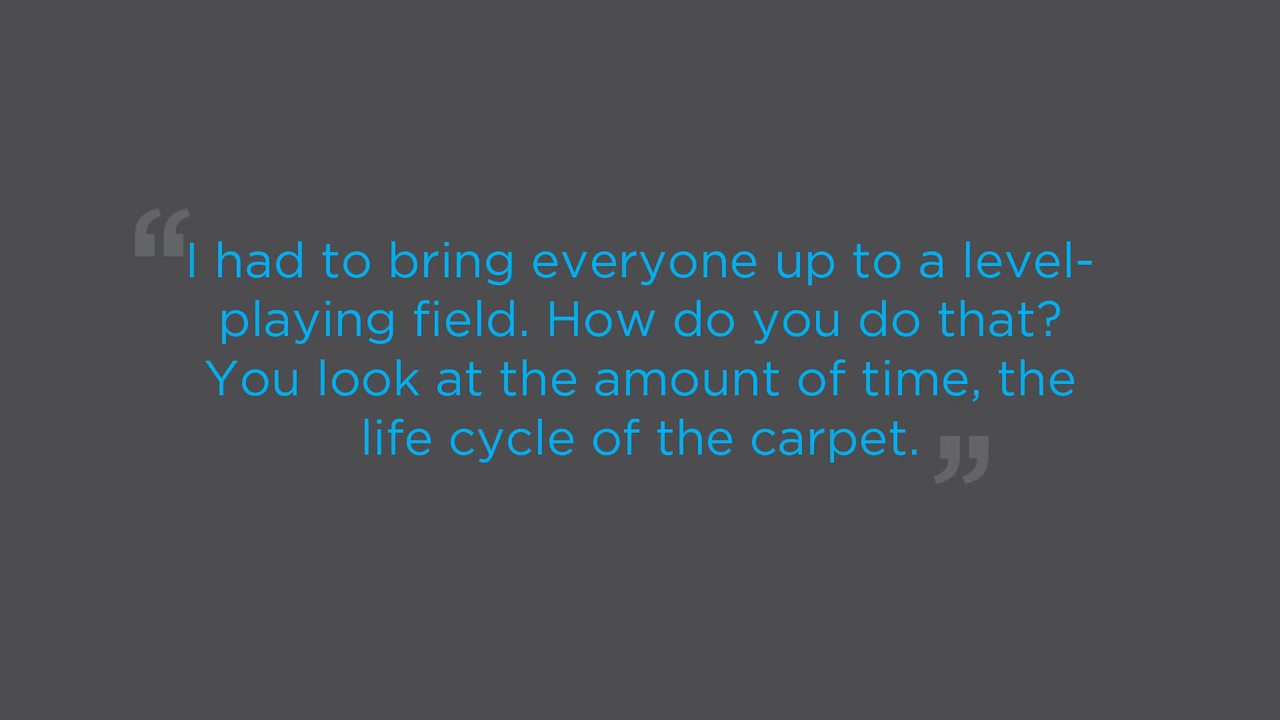 “I had to bring everyone up to a level-
playing field. How do you do that?
You look at the amount of time, the
life cycle of the carpet.”